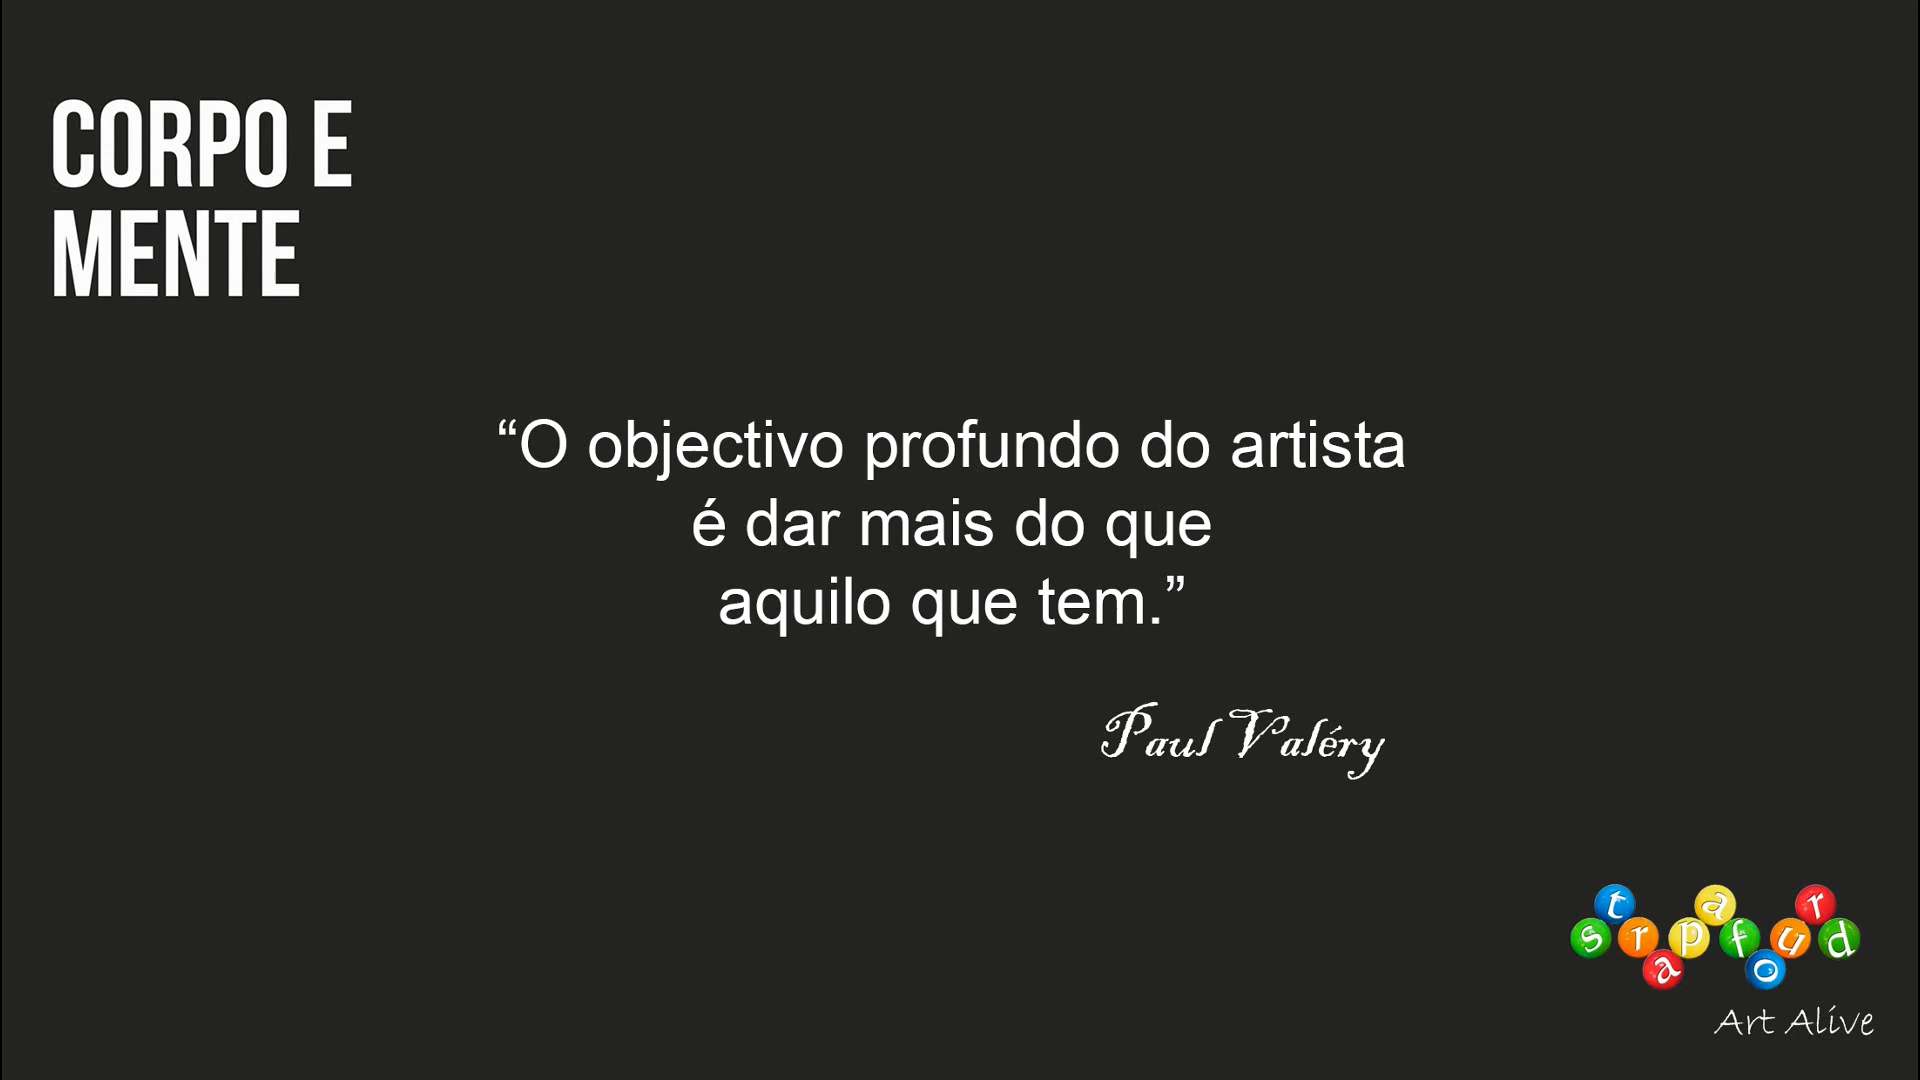 CORPO E
MENTE
“O objectivo profundo do artista
é dar mais do que
aquilo que tem.”
Paul Valéry
strapafourd
Art Alive